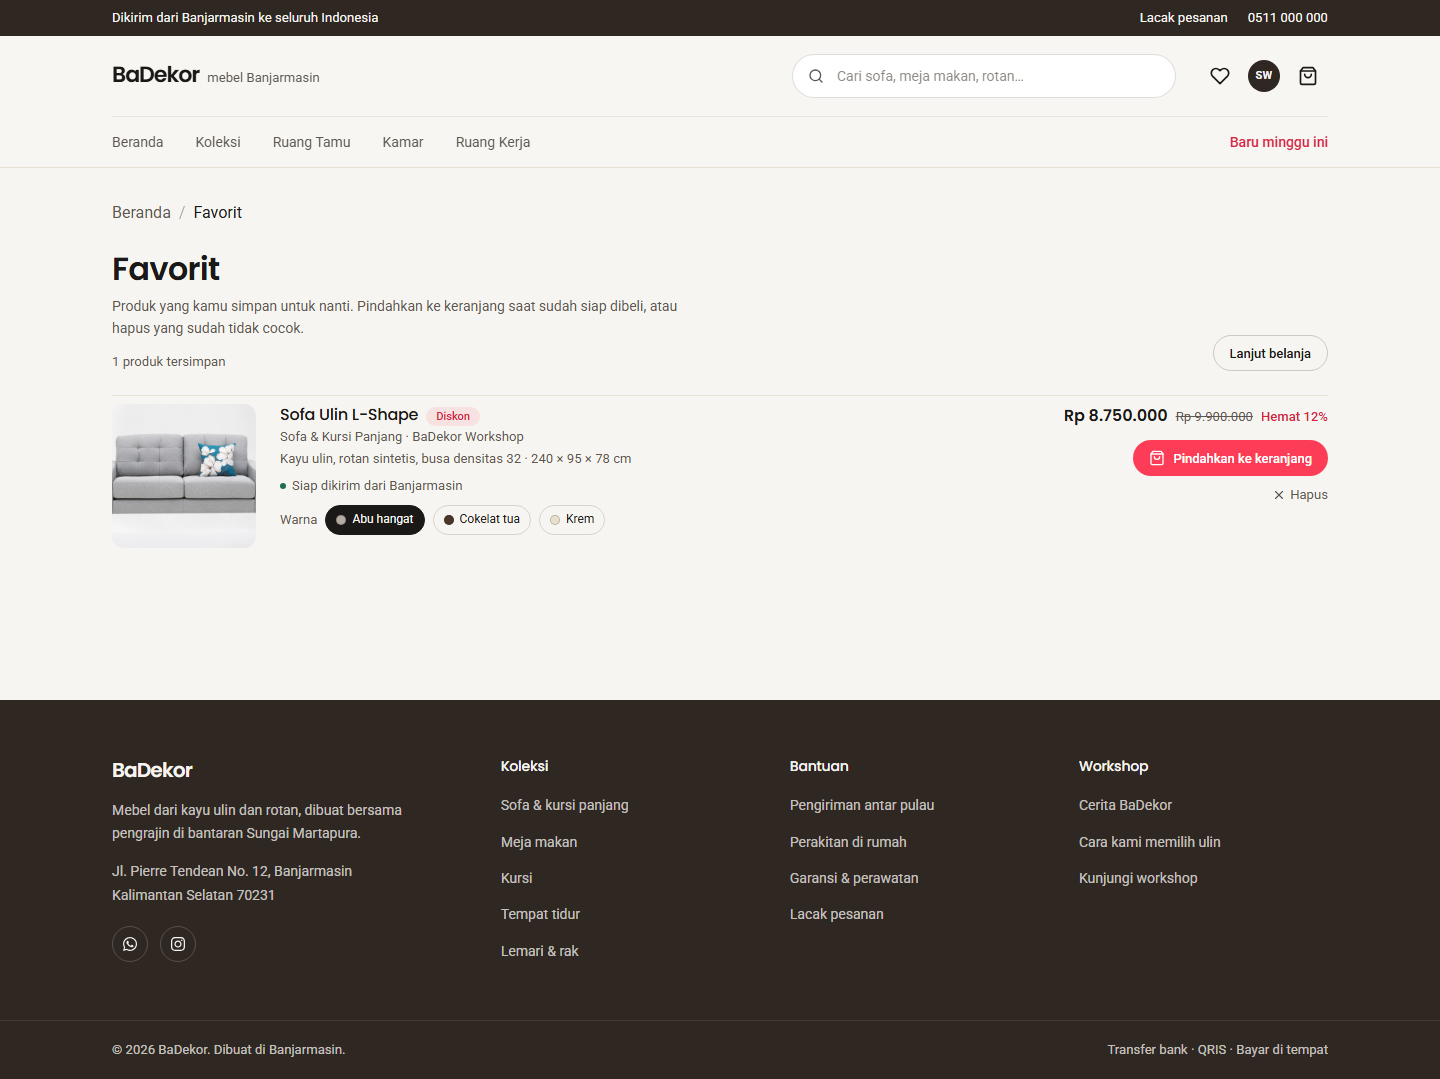 Dikirim dari Banjarmasin ke seluruh Indonesia
Lacak pesanan
0511 000 000
BaDekor mebel Banjarmasin
Cari sofa, meja makan, rotan...
SW
Beranda
Koleksi
Ruang Tamu
Kamar
Ruang Kerja
Baru minggu ini
Beranda / Favorit
Favorit
Produk yang kamu simpan untuk nanti. Pindahkan ke keranjang saat sudah siap dibeli, atau
hapus yang sudah tidak cocok.
1 produk tersimpan
Lanjut belanja
Sofa Ulin L-Shape Diskon
Sofa & Kursi Panjang · BaDekor Workshop
Kayu ulin, rotan sintetis, busa densitas 32 · 240 × 95 × 78 cm
Siap dikirim dari Banjarmasin
Warna Abu hangat Cokelat tua Krem
Rp 8.750.000 Rp 9.900.000 Hemat 12%
Pindahkan ke keranjang
Hapus
BaDekor
Mebel dari kayu ulin dan rotan, dibuat bersama
pengrajin di bantaran Sungai Martapura.
Jl. Pierre Tendean No. 12, Banjarmasin
Kalimantan Selatan 70231
Koleksi
Sofa & kursi panjang
Meja makan
Kursi
Tempat tidur
Lemari & rak
Bantuan
Pengiriman antar pulau
Perakitan di rumah
Garansi & perawatan
Lacak pesanan
Workshop
Cerita BaDekor
Cara kami memilih ulin
Kunjungi workshop
© 2026 BaDekor. Dibuat di Banjarmasin.
Transfer bank · QRIS · Bayar di tempat